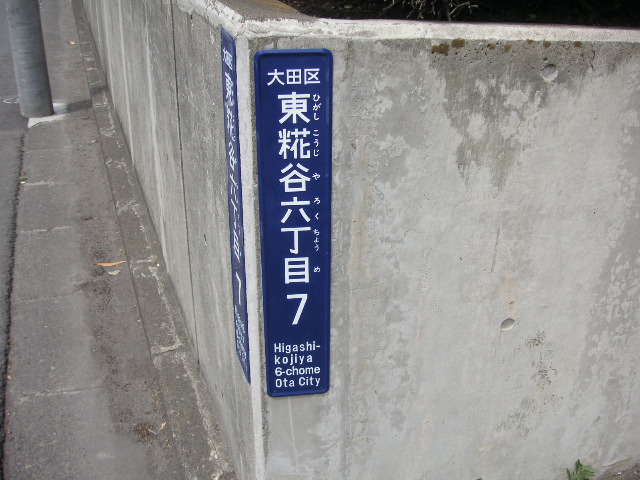 大田区
東糀谷六丁目 7
ひがし こうじ や ろくちょう め
Higashi-
kojiya
6-chome
Ota City